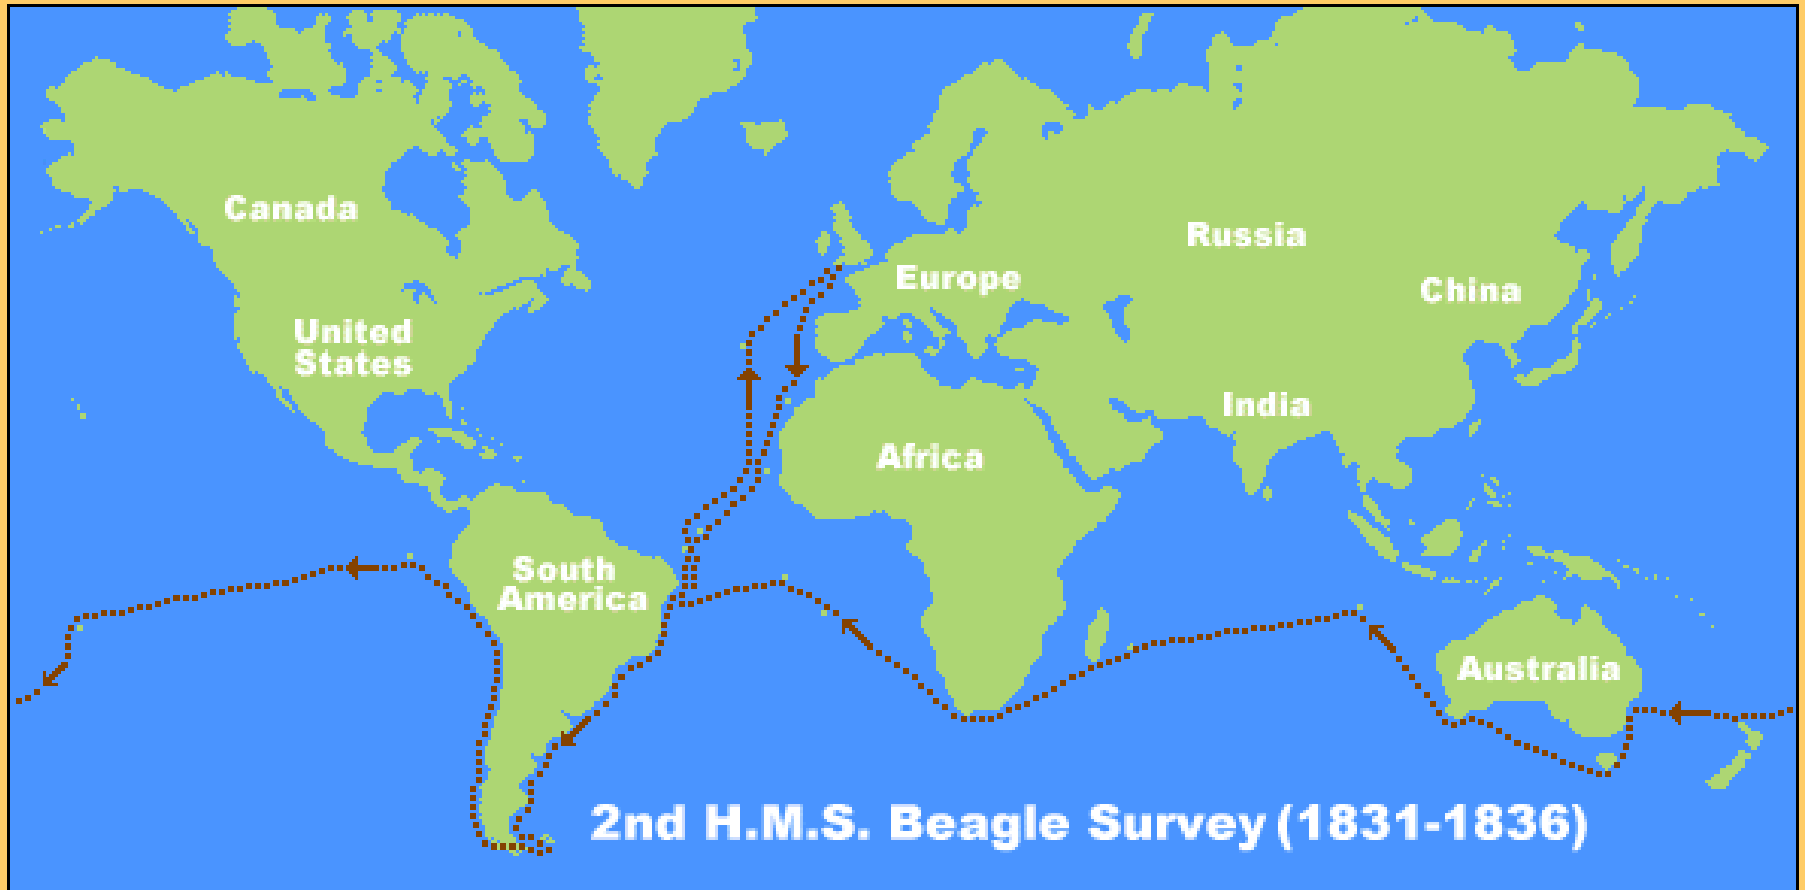 Canada
Russia
Europe
China
United
States
India
Africa
South
America
Australia
2nd H.M.S. Beagle Survey (1831-1836)